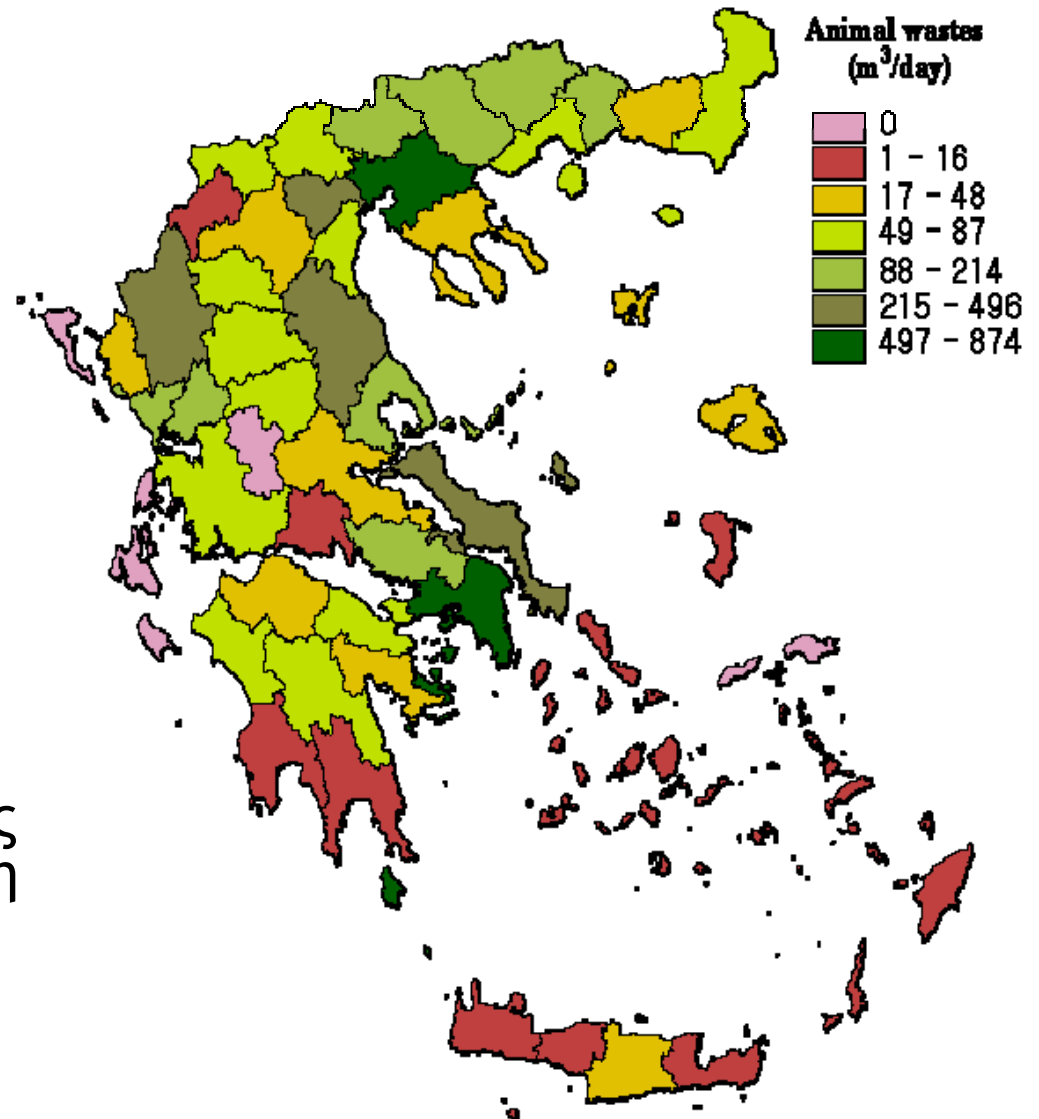 Animal wastes
(m³/day)
0
1 - 16
17 - 48
49 - 87
88 - 214
215 - 496
497 - 874
s